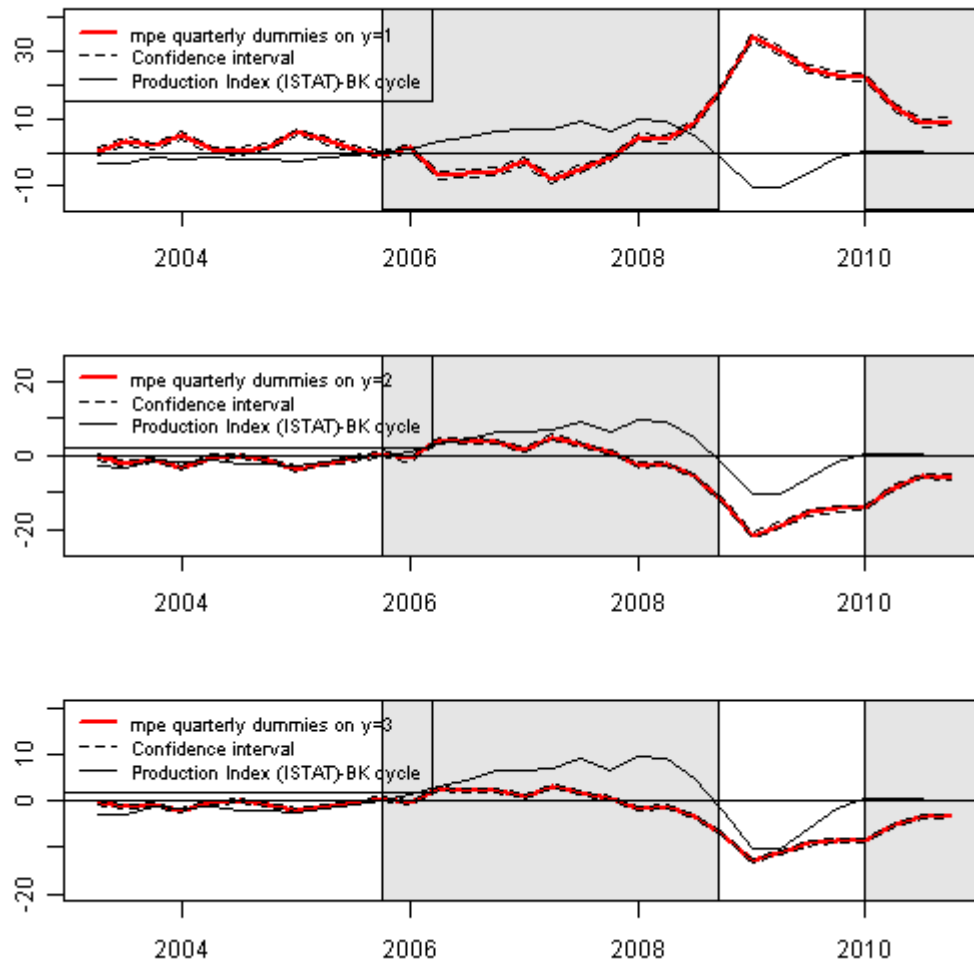 mpe quarterly dummies on y=1
Confidence interval
Production Index (ISTAT)-BK cycle
30
10
-10
2004 2006 2008 2010
mpe quarterly dummies on y=2
Confidence interval
Production Index (ISTAT)-BK cycle
20
0
-20
2004 2006 2008 2010
mpe quarterly dummies on y=3
Confidence interval
Production Index (ISTAT)-BK cycle
10
0
-20
2004 2006 2008 2010